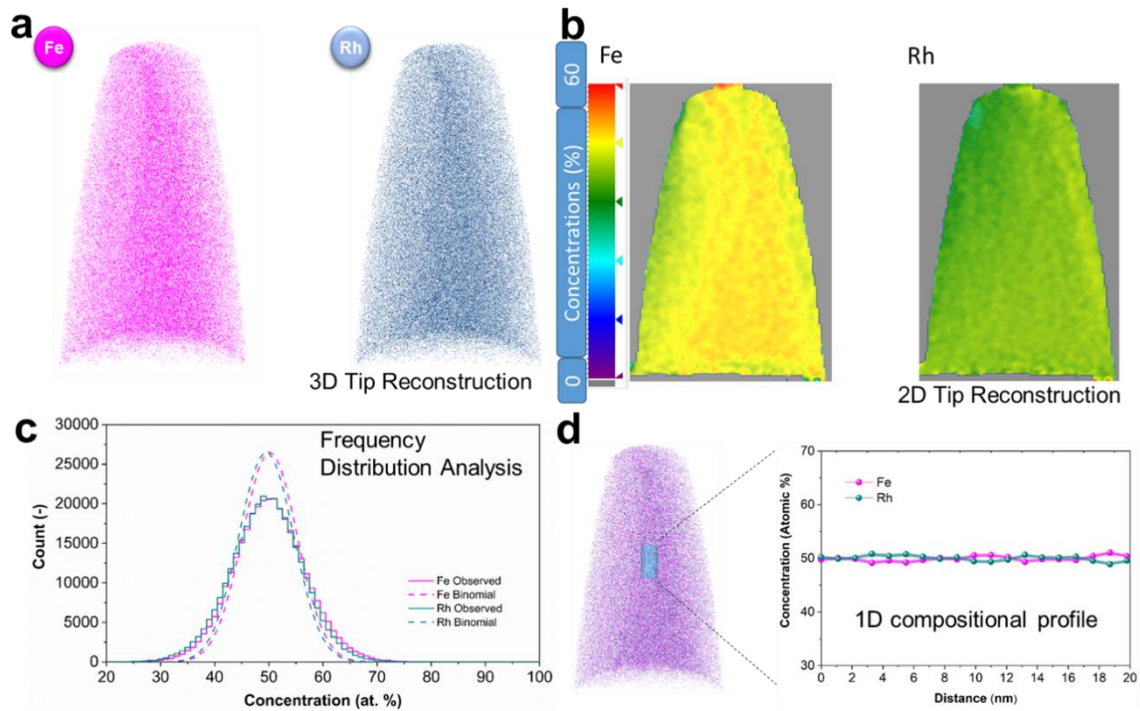 a
Fe
Rh
3D Tip Reconstruction
b
60
Concentrations (%)
0
Fe
Rh
2D Tip Reconstruction
c
Frequency
Distribution Analysis
30000
25000
20000
15000
10000
5000
0
Count (-)
Fe Observed
Fe Binomial
Rh Observed
Rh Binomial
20 30 40 50 60 70 80 90 100
Concentration (at. %)
d
70
60
50
40
30
Concentration (Atomic %)
Fe
Rh
1D compositional profile
0 2 4 6 8 10 12 14 16 18 20
Distance (nm)